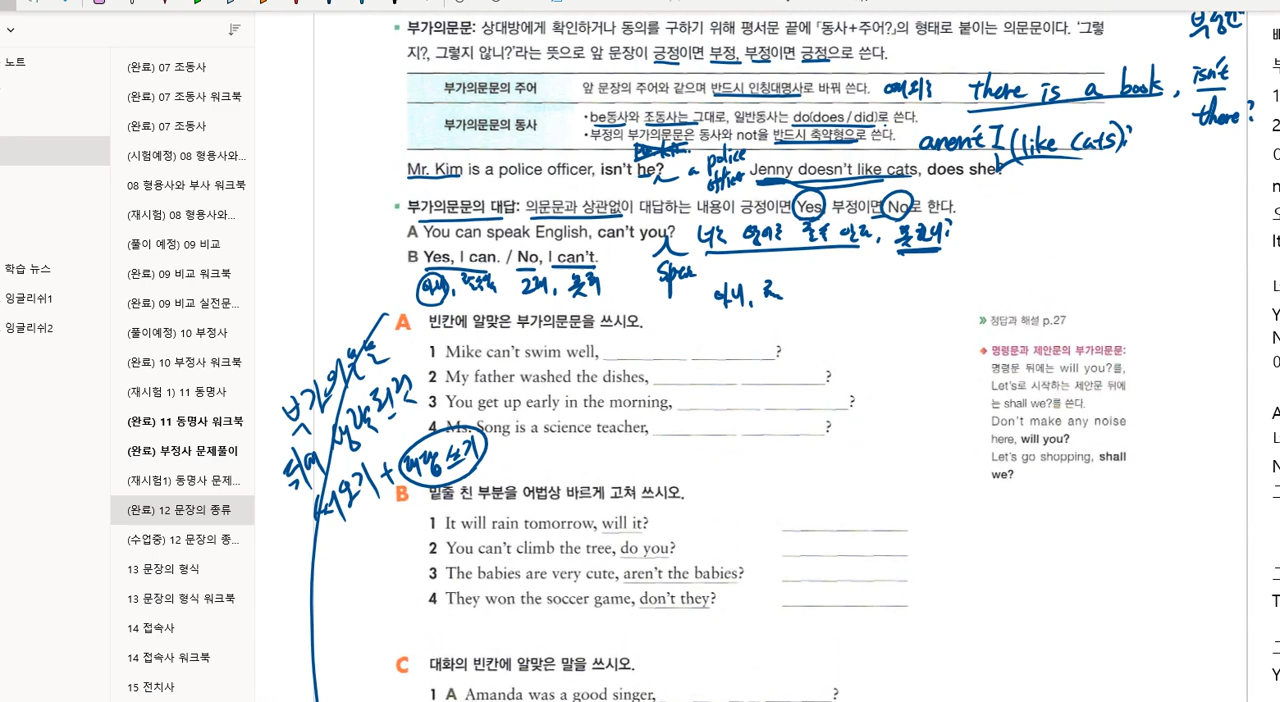 노트
학습 뉴스
잉글리쉬1
잉글리쉬2
(완료) 07 조동사
(완료) 07 조동사 워크북
(완료) 07 조동사
(시험예정) 08 형용사와...
08 형용사와 부사 워크북
(재시험) 08 형용사와...
(풀이 예정) 09 비교
(완료) 09 비교 워크북
(완료) 09 비교 실전문...
(풀이예정) 10 부정사
(완료) 10 부정사 워크북
(재시험 1) 11 동명사
(완료) 11 동명사 워크북
(완료) 부정사 문제풀이
(재시험1) 동명사 문제...
(완료) 12 문장의 종류
(수업중) 12 문장의 종...
13 문장의 형식
13 문장의 형식 워크북
14 접속사
14 접속사 워크북
15 전치사
부가의문문: 상대방에게 확인하거나 동의를 구하기 위해 평서문 끝에 「동사+주어?」의 형태로 붙이는 의문문이다. '그렇
지?, 그렇지 않니?'라는 뜻으로 앞 문장이 긍정이면 부정, 부정이면 긍정으로 쓴다.
부가의문문의 주어 앞 문장의 주어와 같으며 반드시 인칭대명사로 바꿔 쓴다. 예외: there is a book, isn't there?
부가의문문의 동사 •be동사와 조동사는 그대로, 일반동사는 do(does / did)로 쓴다.
•부정의 부가의문문은 동사와 not을 반드시 축약형으로 쓴다. aren't I (like cats)?
Mr. Kim is a police officer, isn't he? a police officer Jenny doesn't like cats, does she?
부가의문문의 대답: 의문문과 상관없이 대답하는 내용이 긍정이면 Yes, 부정이면 No로 한다.
A You can speak English, can't you? 너는 영어를
B Yes, I can. / No, I can't.
아니,
A 빈칸에 알맞은 부가의문문을 쓰시오.
1 Mike can't swim well, ________ ________?
2 My father washed the dishes, ________ ________?
3 You get up early in the morning, ________ ________?
4 Ms. Song is a science teacher, ________ ________?
부가의문문
뒤에 생략된
» 정답과 해설 p.27
명령문과 제안문의 부가의문문:
명령문 뒤에는 will you?를,
Let's로 시작하는 제안문 뒤에
는 shall we?를 쓴다.
Don't make any noise
here, will you?
Let's go shopping, shall
we?
B 밑줄 친 부분을 어법상 바르게 고쳐 쓰시오.
1 It will rain tomorrow, will it? ________
2 You can't climb the tree, do you? ________
3 The babies are very cute, aren't the babies? ________
4 They won the soccer game, don't they? ________
C 대화의 빈칸에 알맞은 말을 쓰시오.
1 A Amanda was a good singer, ________ ________?